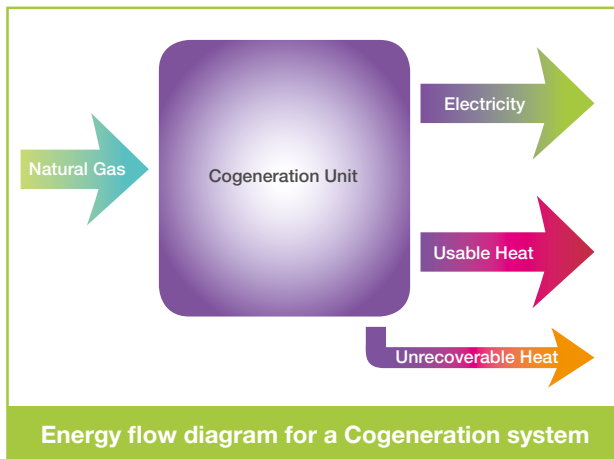 Natural Gas
Cogeneration Unit
Electricity
Usable Heat
Unrecoverable Heat
Energy flow diagram for a Cogeneration system